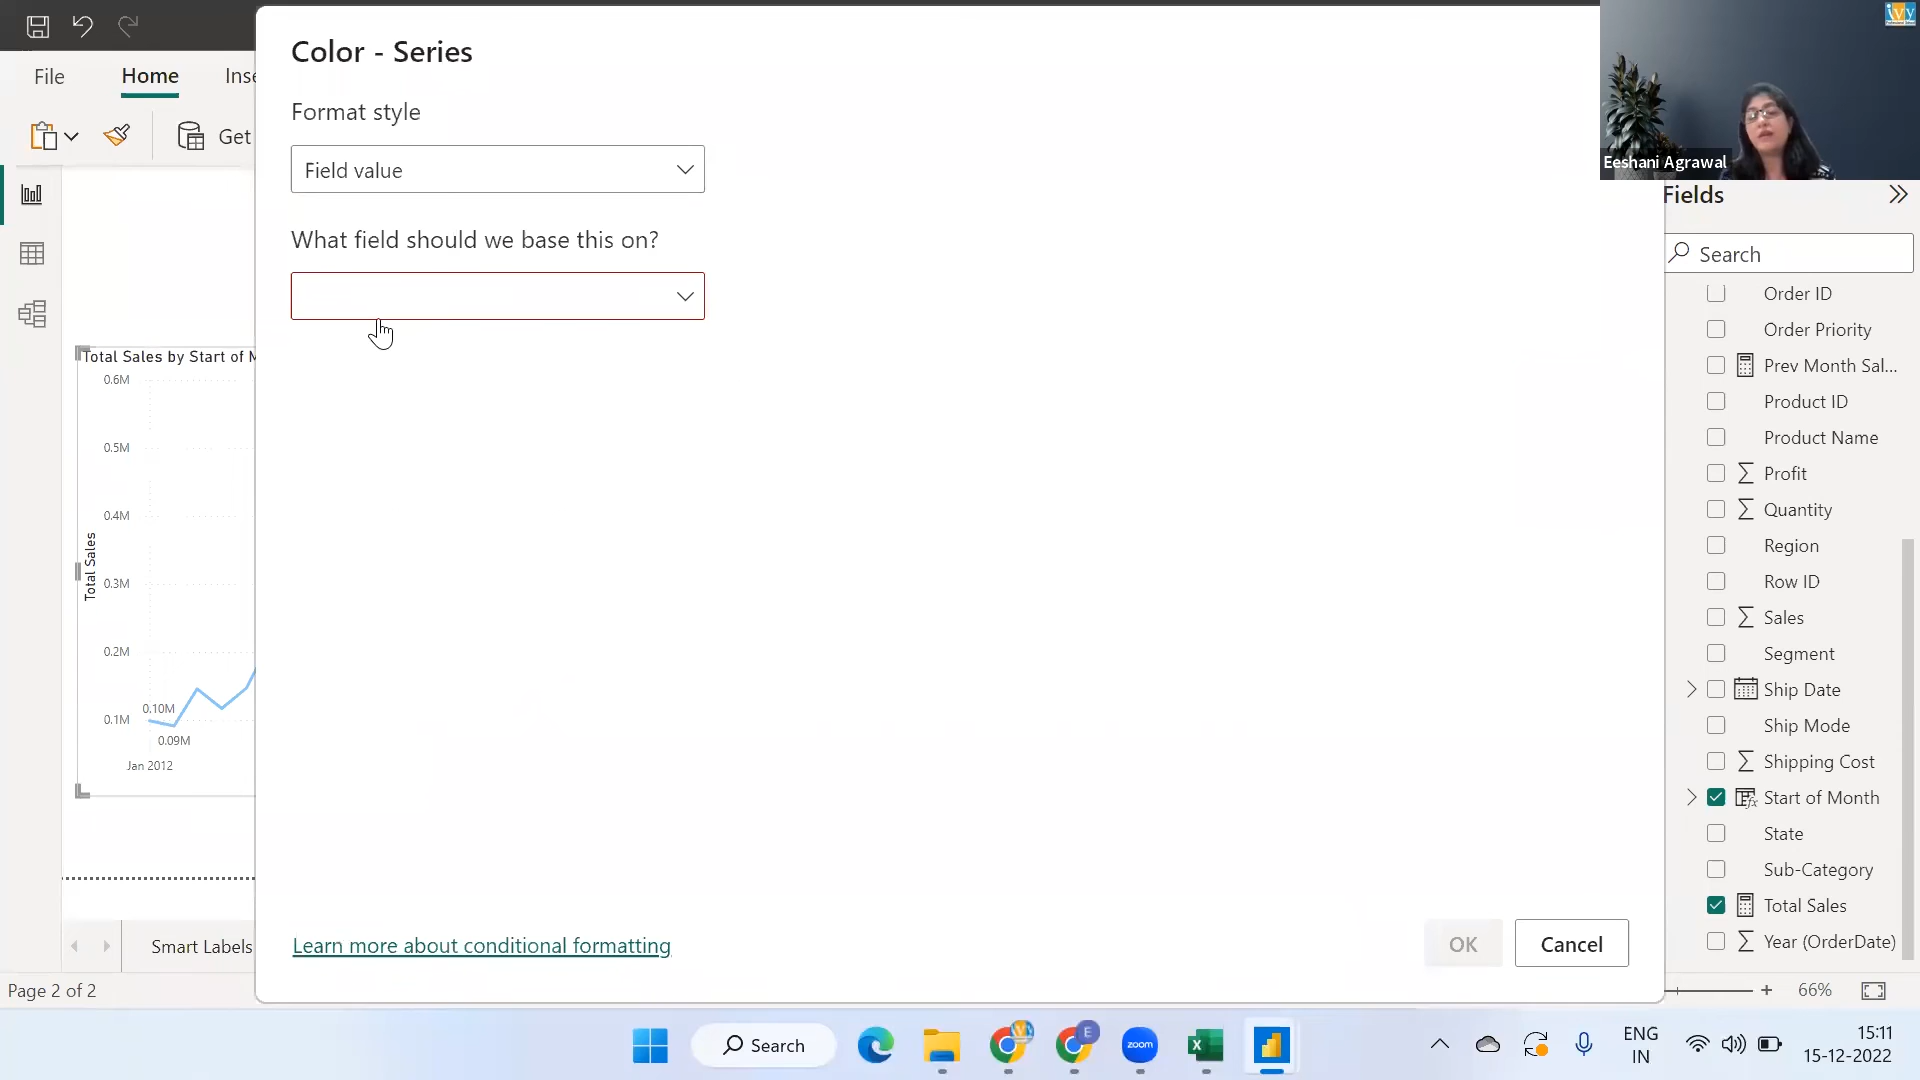 File
Home
Inse
Get
Color - Series
Format style
Field value
What field should we base this on?
Learn more about conditional formatting
OK
Cancel
ivy
Eeshani Agrawal
Fields
Search
Order ID
Order Priority
Prev Month Sal...
Product ID
Product Name
Profit
Quantity
Region
Row ID
Sales
Segment
Ship Date
Ship Mode
Shipping Cost
Start of Month
State
Sub-Category
Total Sales
Year (OrderDate)
Total Sales by Start of M
Total Sales
0.6M
0.5M
0.4M
0.3M
0.2M
0.1M
0.10M
0.09M
Jan 2012
Smart Labels
Page 2 of 2
66%
Search
zoom
ENG
IN
15:11
15-12-2022